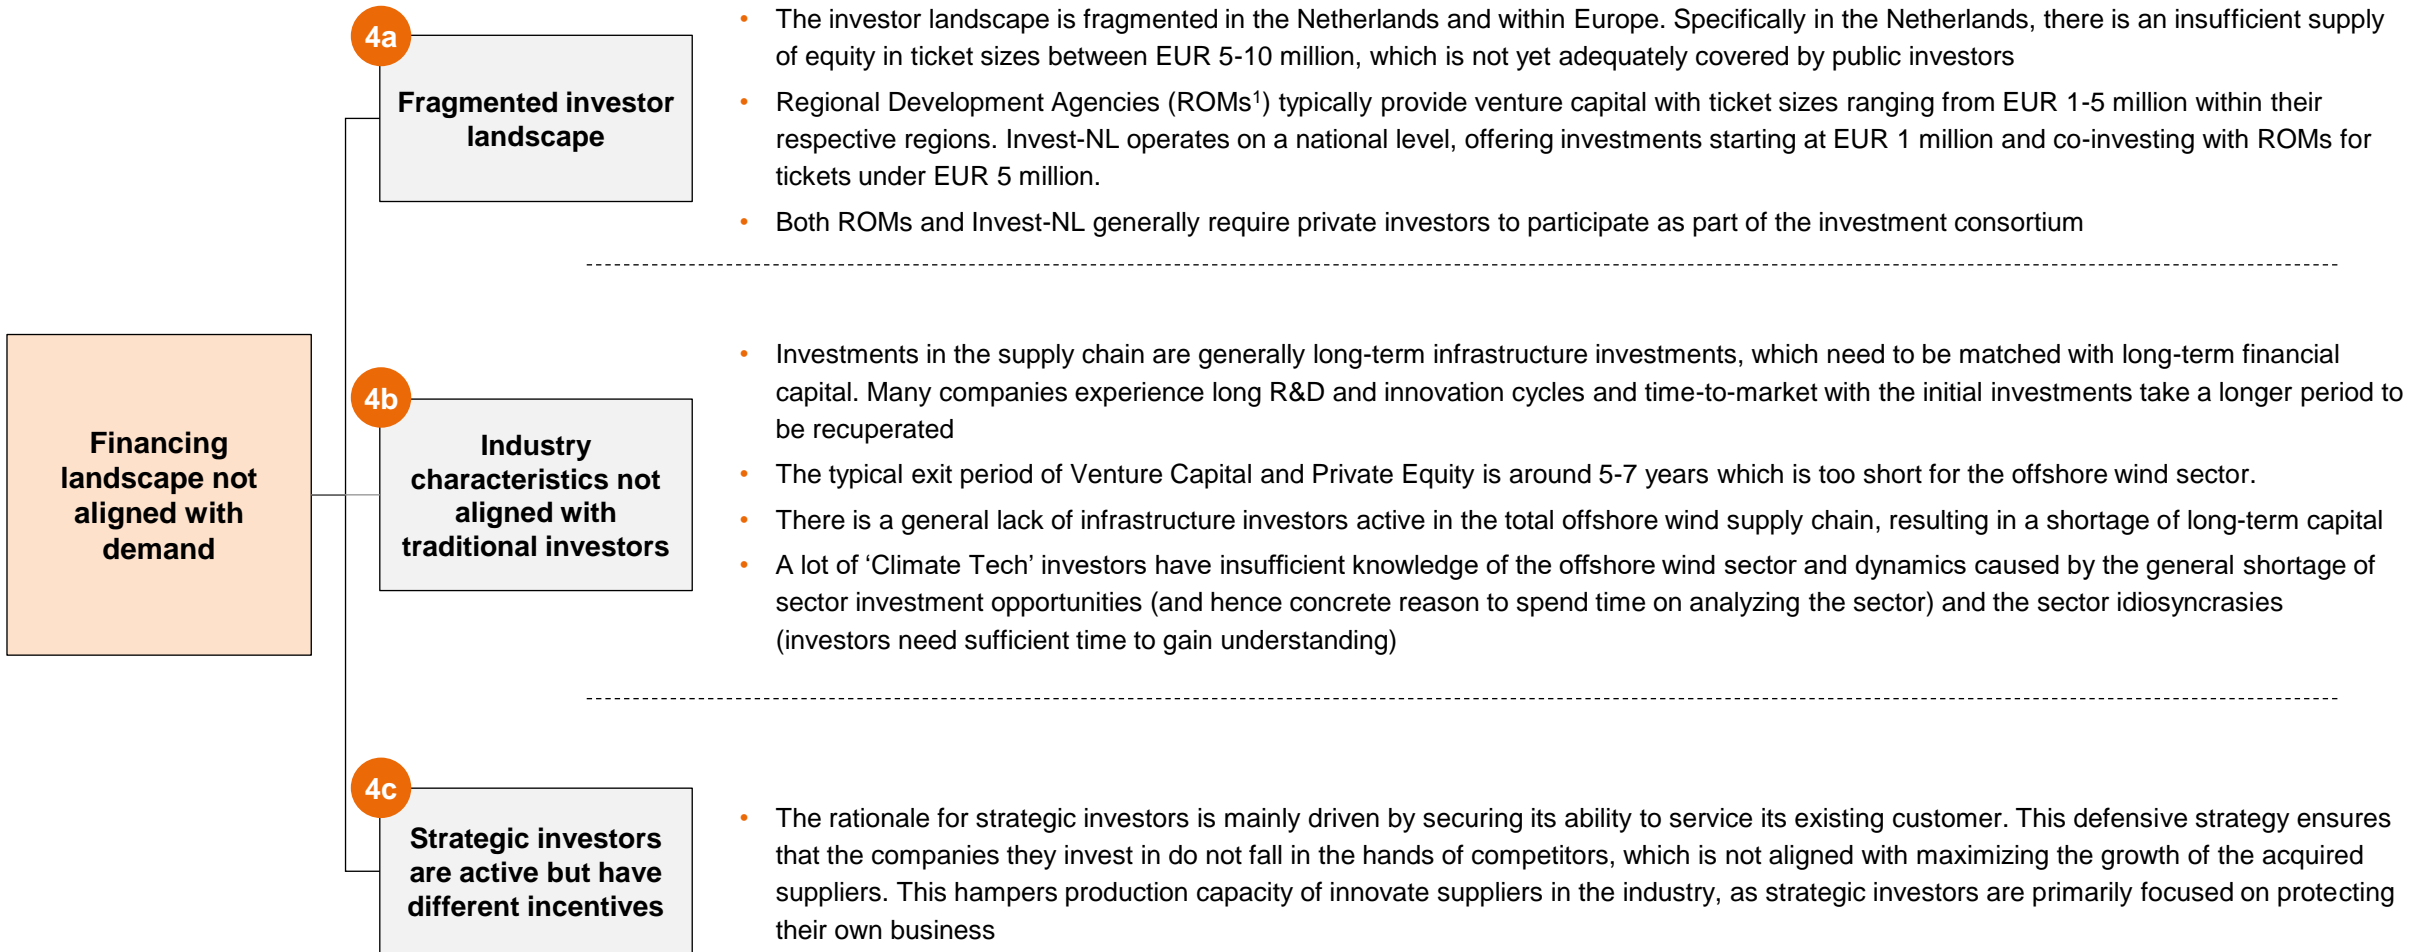 4a
Fragmented investor
landscape
• The investor landscape is fragmented in the Netherlands and within Europe. Specifically in the Netherlands, there is an insufficient supply
of equity in ticket sizes between EUR 5-10 million, which is not yet adequately covered by public investors
• Regional Development Agencies (ROMs¹) typically provide venture capital with ticket sizes ranging from EUR 1-5 million within their
respective regions. Invest-NL operates on a national level, offering investments starting at EUR 1 million and co-investing with ROMs for
tickets under EUR 5 million.
• Both ROMs and Invest-NL generally require private investors to participate as part of the investment consortium
Financing
landscape not
aligned with
demand
4b
Industry
characteristics not
aligned with
traditional investors
• Investments in the supply chain are generally long-term infrastructure investments, which need to be matched with long-term financial
capital. Many companies experience long R&D and innovation cycles and time-to-market with the initial investments take a longer period to
be recuperated
• The typical exit period of Venture Capital and Private Equity is around 5-7 years which is too short for the offshore wind sector.
• There is a general lack of infrastructure investors active in the total offshore wind supply chain, resulting in a shortage of long-term capital
• A lot of ‘Climate Tech’ investors have insufficient knowledge of the offshore wind sector and dynamics caused by the general shortage of
sector investment opportunities (and hence concrete reason to spend time on analyzing the sector) and the sector idiosyncrasies
(investors need sufficient time to gain understanding)
4c
Strategic investors
are active but have
different incentives
• The rationale for strategic investors is mainly driven by securing its ability to service its existing customer. This defensive strategy ensures
that the companies they invest in do not fall in the hands of competitors, which is not aligned with maximizing the growth of the acquired
suppliers. This hampers production capacity of innovate suppliers in the industry, as strategic investors are primarily focused on protecting
their own business